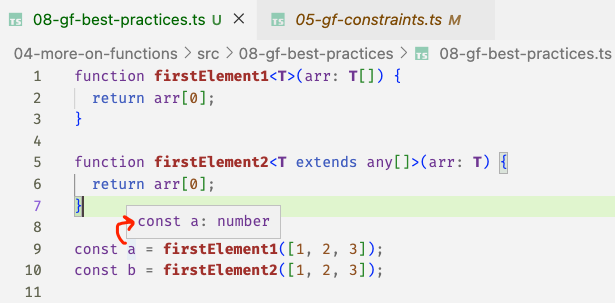 TS 08-gf-best-practices.ts U × TS 05-gf-constraints.ts M
04-more-on-functions > src > 08-gf-best-practices > TS 08-gf-best-practices.ts
1 function firstElement1<T>(arr: T[]) {
2 return arr[0];
3 }
4
5 function firstElement2<T extends any[]>(arr: T) {
6 return arr[0];
7 }
const a: number
8
9 const a = firstElement1([1, 2, 3]);
10 const b = firstElement2([1, 2, 3]);
11